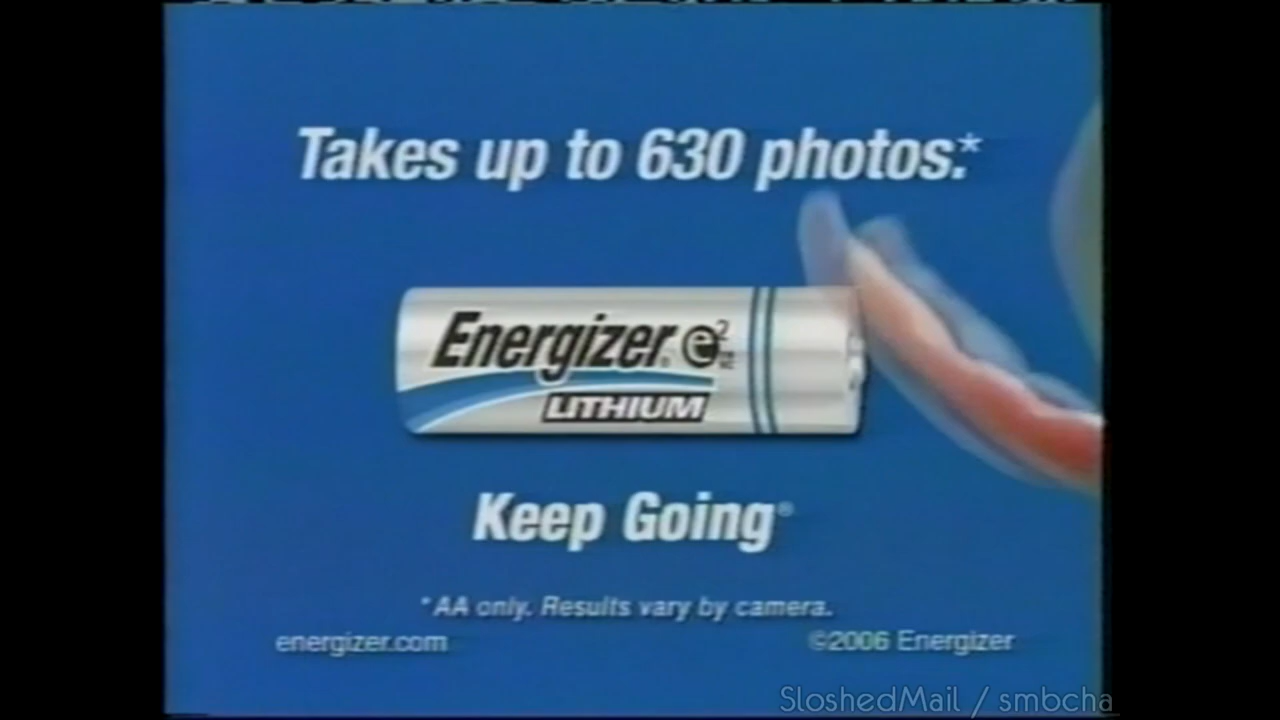 Takes up to 630 photos.*
Energizer® e²
LITHIUM
Keep Going®
*AA only. Results vary by camera.
energizer.com
©2006 Energizer
SloshedMail / smbcha